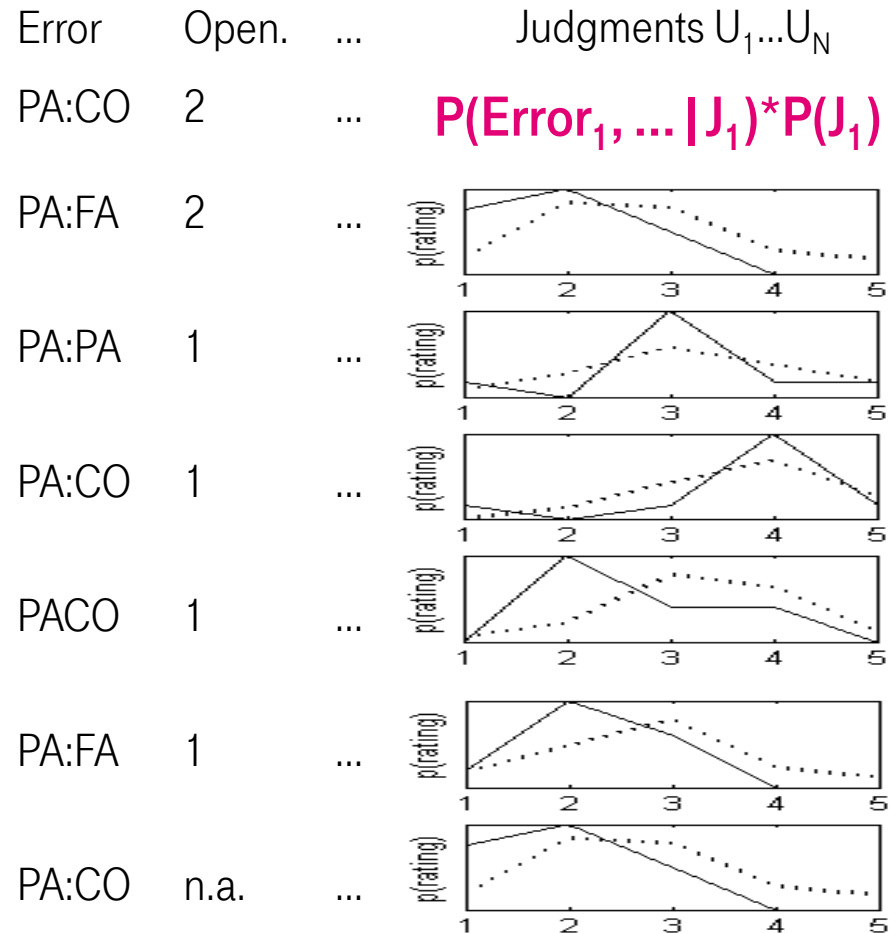 Error Open. ... Judgments U₁...U_N
PA:CO 2 ... P(Error₁, ... | J₁)*P(J₁)
PA:FA 2 ... p(rating)
1 2 3 4 5
PA:PA 1 ... p(rating)
1 2 3 4 5
PA:CO 1 ... p(rating)
1 2 3 4 5
PACO 1 ... p(rating)
1 2 3 4 5
PA:FA 1 ... p(rating)
1 2 3 4 5
PA:CO n.a. ... p(rating)
1 2 3 4 5